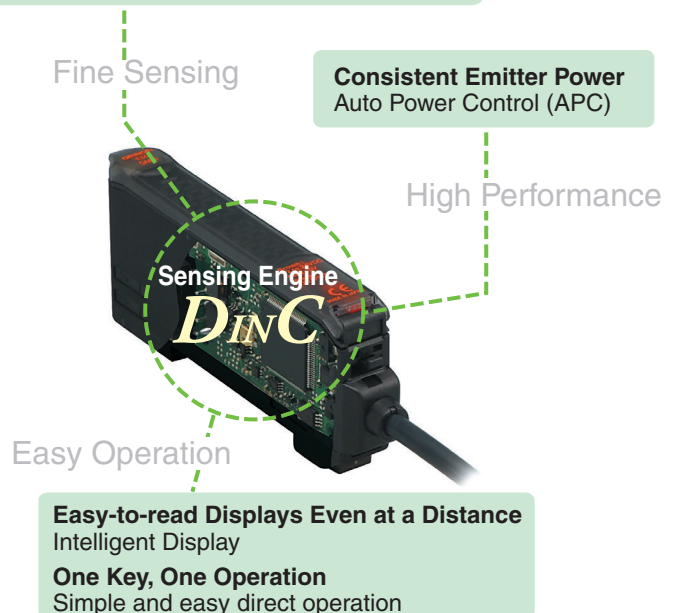 Fine Sensing
Consistent Emitter Power
Auto Power Control (APC)
High Performance
Sensing Engine
DINC
Easy Operation
Easy-to-read Displays Even at a Distance
Intelligent Display
One Key, One Operation
Simple and easy direct operation